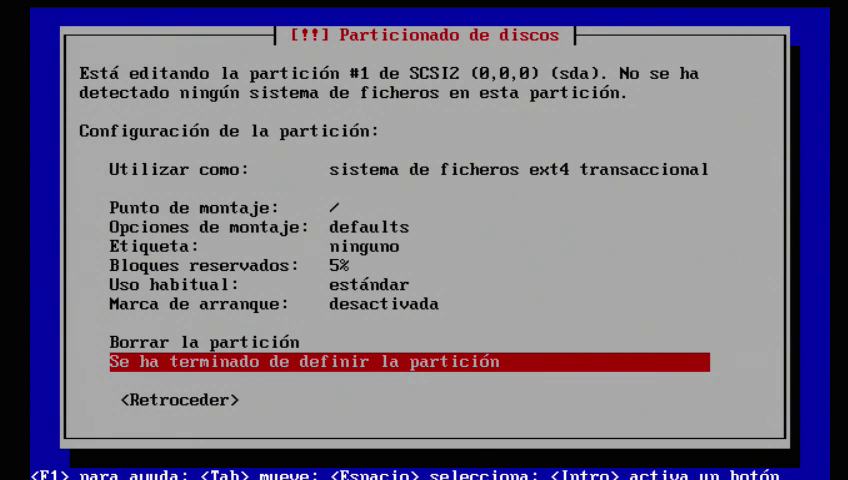 [!!] Particionado de discos
Está editando la partición #1 de SCSI2 (0,0,0) (sda). No se ha
detectado ningún sistema de ficheros en esta partición.
Configuración de la partición:
Utilizar como: sistema de ficheros ext4 transaccional
Punto de montaje: /
Opciones de montaje: defaults
Etiqueta: ninguno
Bloques reservados: 5%
Uso habitual: estándar
Marca de arranque: desactivada
Borrar la partición
Se ha terminado de definir la partición
<Retroceder>
<F1> para ayuda; <Tab> mueve; <Espacio> selecciona; <Intro> activa un botón